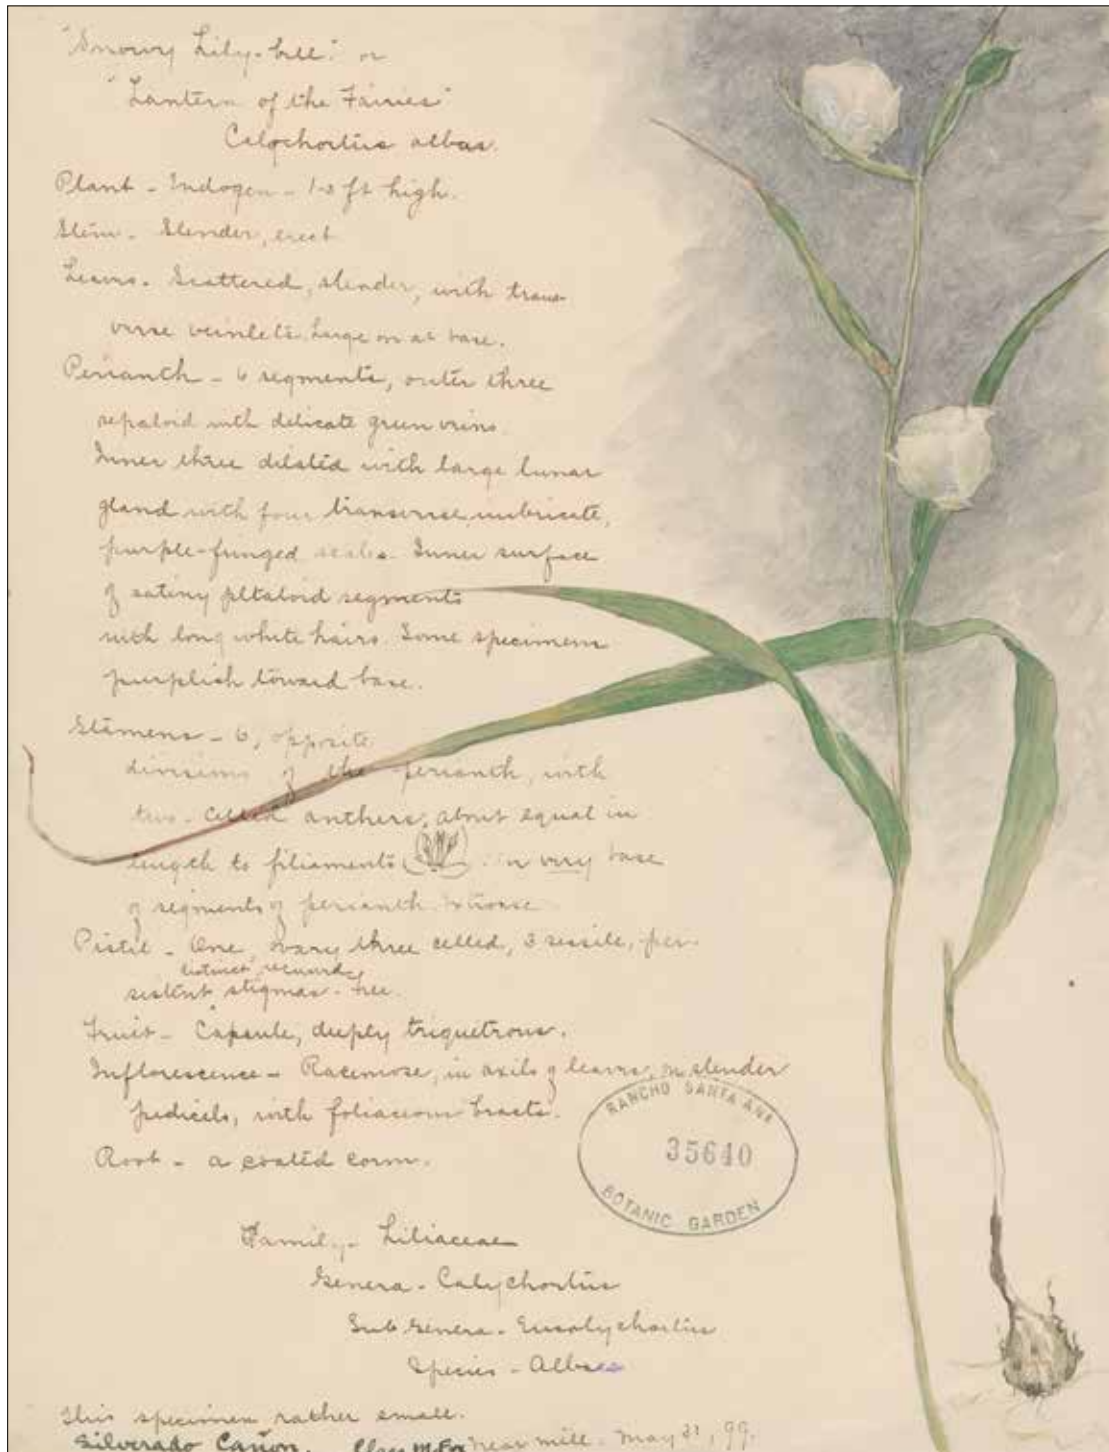 "Snowy Lily-bell" or
"Lantern of the Fairies"
Calochortus albus.
Plant - Indogen - 1-2 ft high.
Stem - Slender, erect
Leaves - Scattered, slender, with trans-
verse veinlets. Large on at base.
Perianth - 6 segments, outer three
sepaloid with delicate green veins.
Inner three dilated with large lunar
gland with four transverse imbricate,
purple-fringed scales. Inner surface
of satiny petaloid segments
with long white hairs. Some specimens
purplish toward base.
Stamens - 6, opposite
divisions of the perianth, with
two-celled anthers, about equal in
length to filiaments on very base
of segments of perianth
Pistil - One, ovary three celled, 3 sessile, per-
distinct recurved
sistent stigmas - free.
Fruit - Capsule, deeply triquetrous.
Inflorescence - Racemose, in axils of leaves, on slender
pedicels, with foliaceous bracts.
Root - a coated corm.
RANCHO SANTA ANA
35640
BOTANIC GARDEN
Family - Liliaceae
Genera - Calychortus
Sub Genera - Eucalychortus
Species - Albus
This specimen rather small.
Silverado Cañon. near mill - May 31, 99.